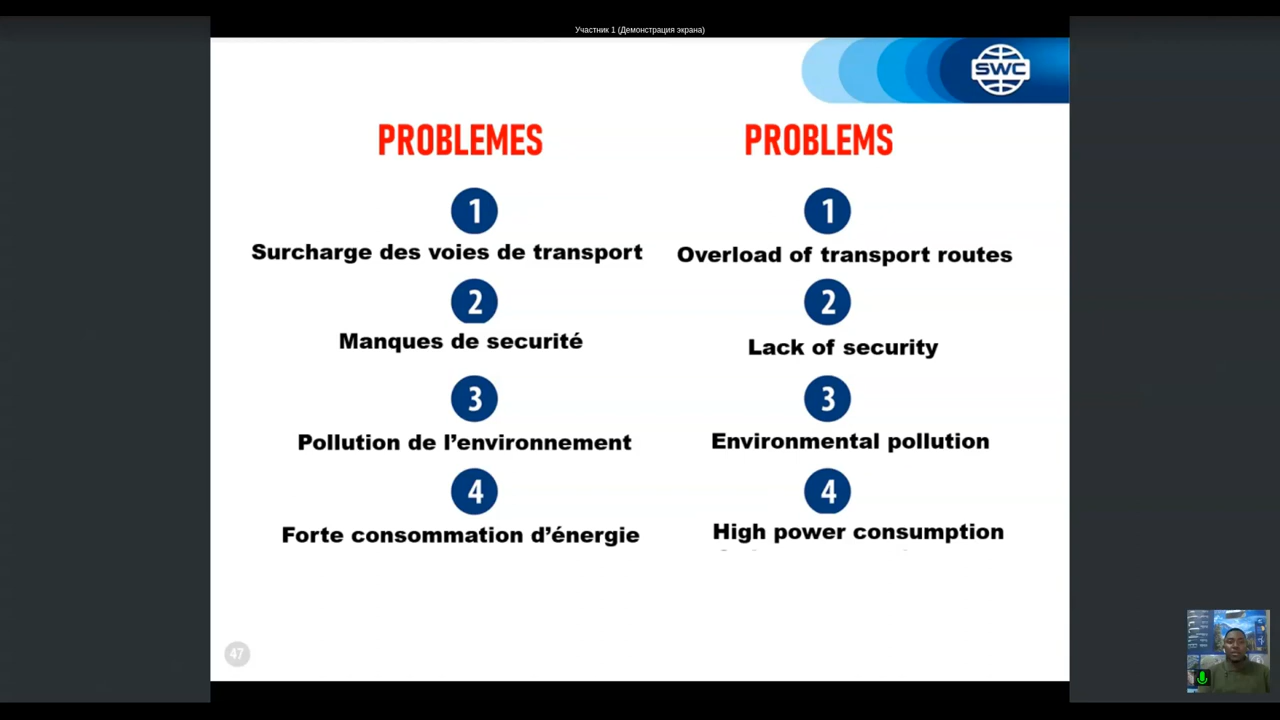 Участник 1 (Демонстрация экрана)
SWC
PROBLEMES
1
Surcharge des voies de transport
2
Manques de securité
3
Pollution de l’environnement
4
Forte consommation d’énergie
PROBLEMS
1
Overload of transport routes
2
Lack of security
3
Environmental pollution
4
High power consumption
47